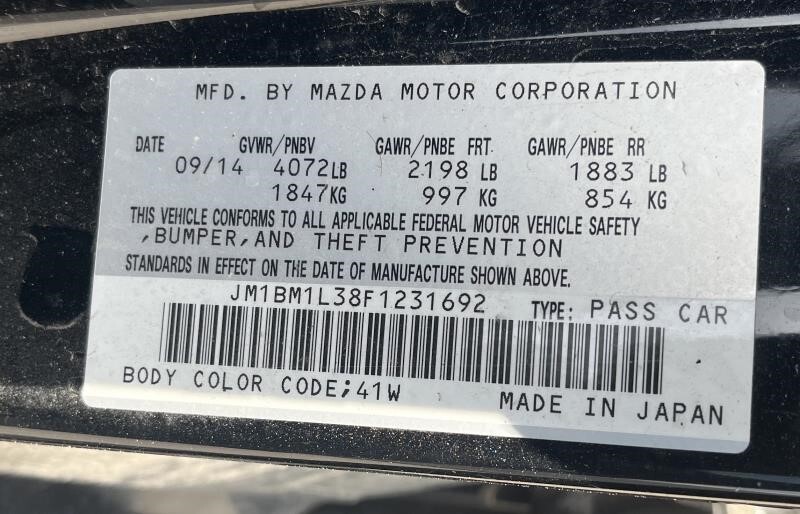 MFD. BY MAZDA MOTOR CORPORATION
DATE GVWR/PNBV GAWR/PNBE FRT. GAWR/PNBE RR
09/14 4072LB 2198 LB 1883 LB
1847KG 997 KG 854 KG
THIS VEHICLE CONFORMS TO ALL APPLICABLE FEDERAL MOTOR VEHICLE SAFETY
,BUMPER,AND THEFT PREVENTION
STANDARDS IN EFFECT ON THE DATE OF MANUFACTURE SHOWN ABOVE.
JM1BM1L38F1231692 TYPE: PASS CAR
BODY COLOR CODE;41W MADE IN JAPAN